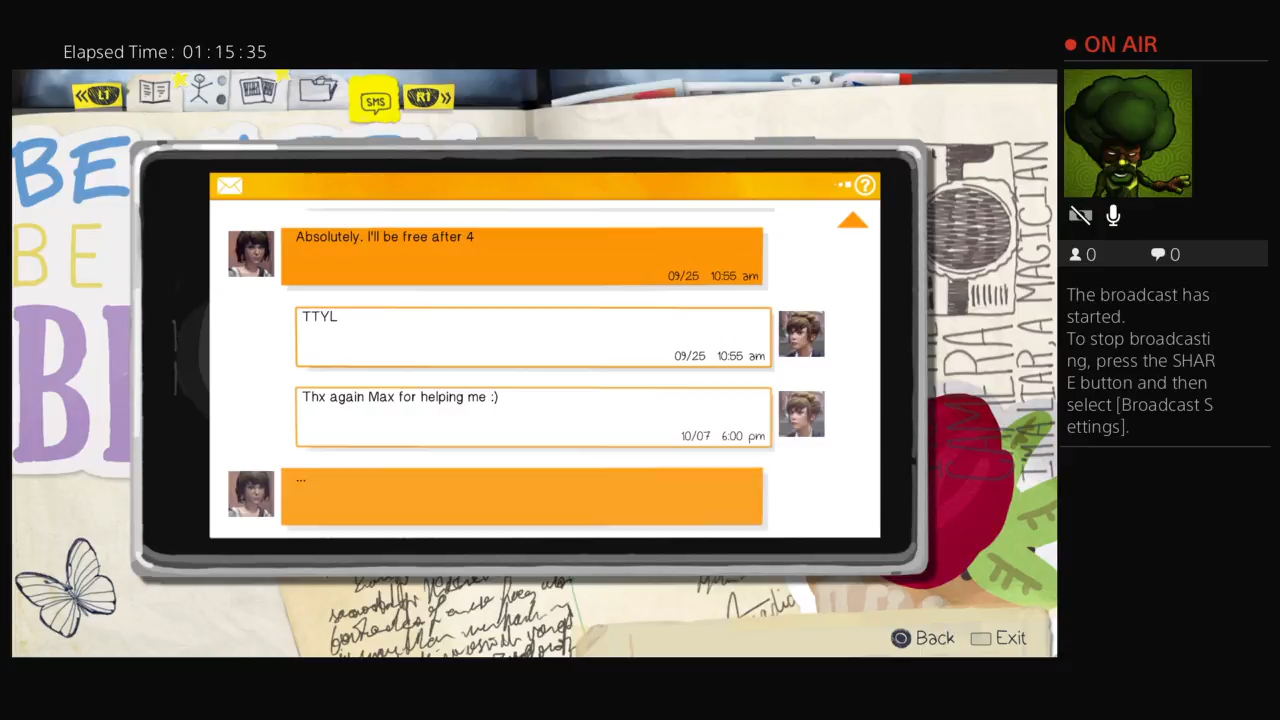 Elapsed Time: 01:15:35
ON AIR
«L1
SMS
R1»
BE
BE
Absolutely. I'll be free after 4
09/25 10:55 am
TTYL
09/25 10:55 am
Thx again Max for helping me :)
10/07 6:00 pm
...
CAMERA
FAMILIAR, A MAGICIAN
0 0
The broadcast has
started.
To stop broadcasti
ng, press the SHAR
E button and then
select [Broadcast S
ettings].
Back Exit